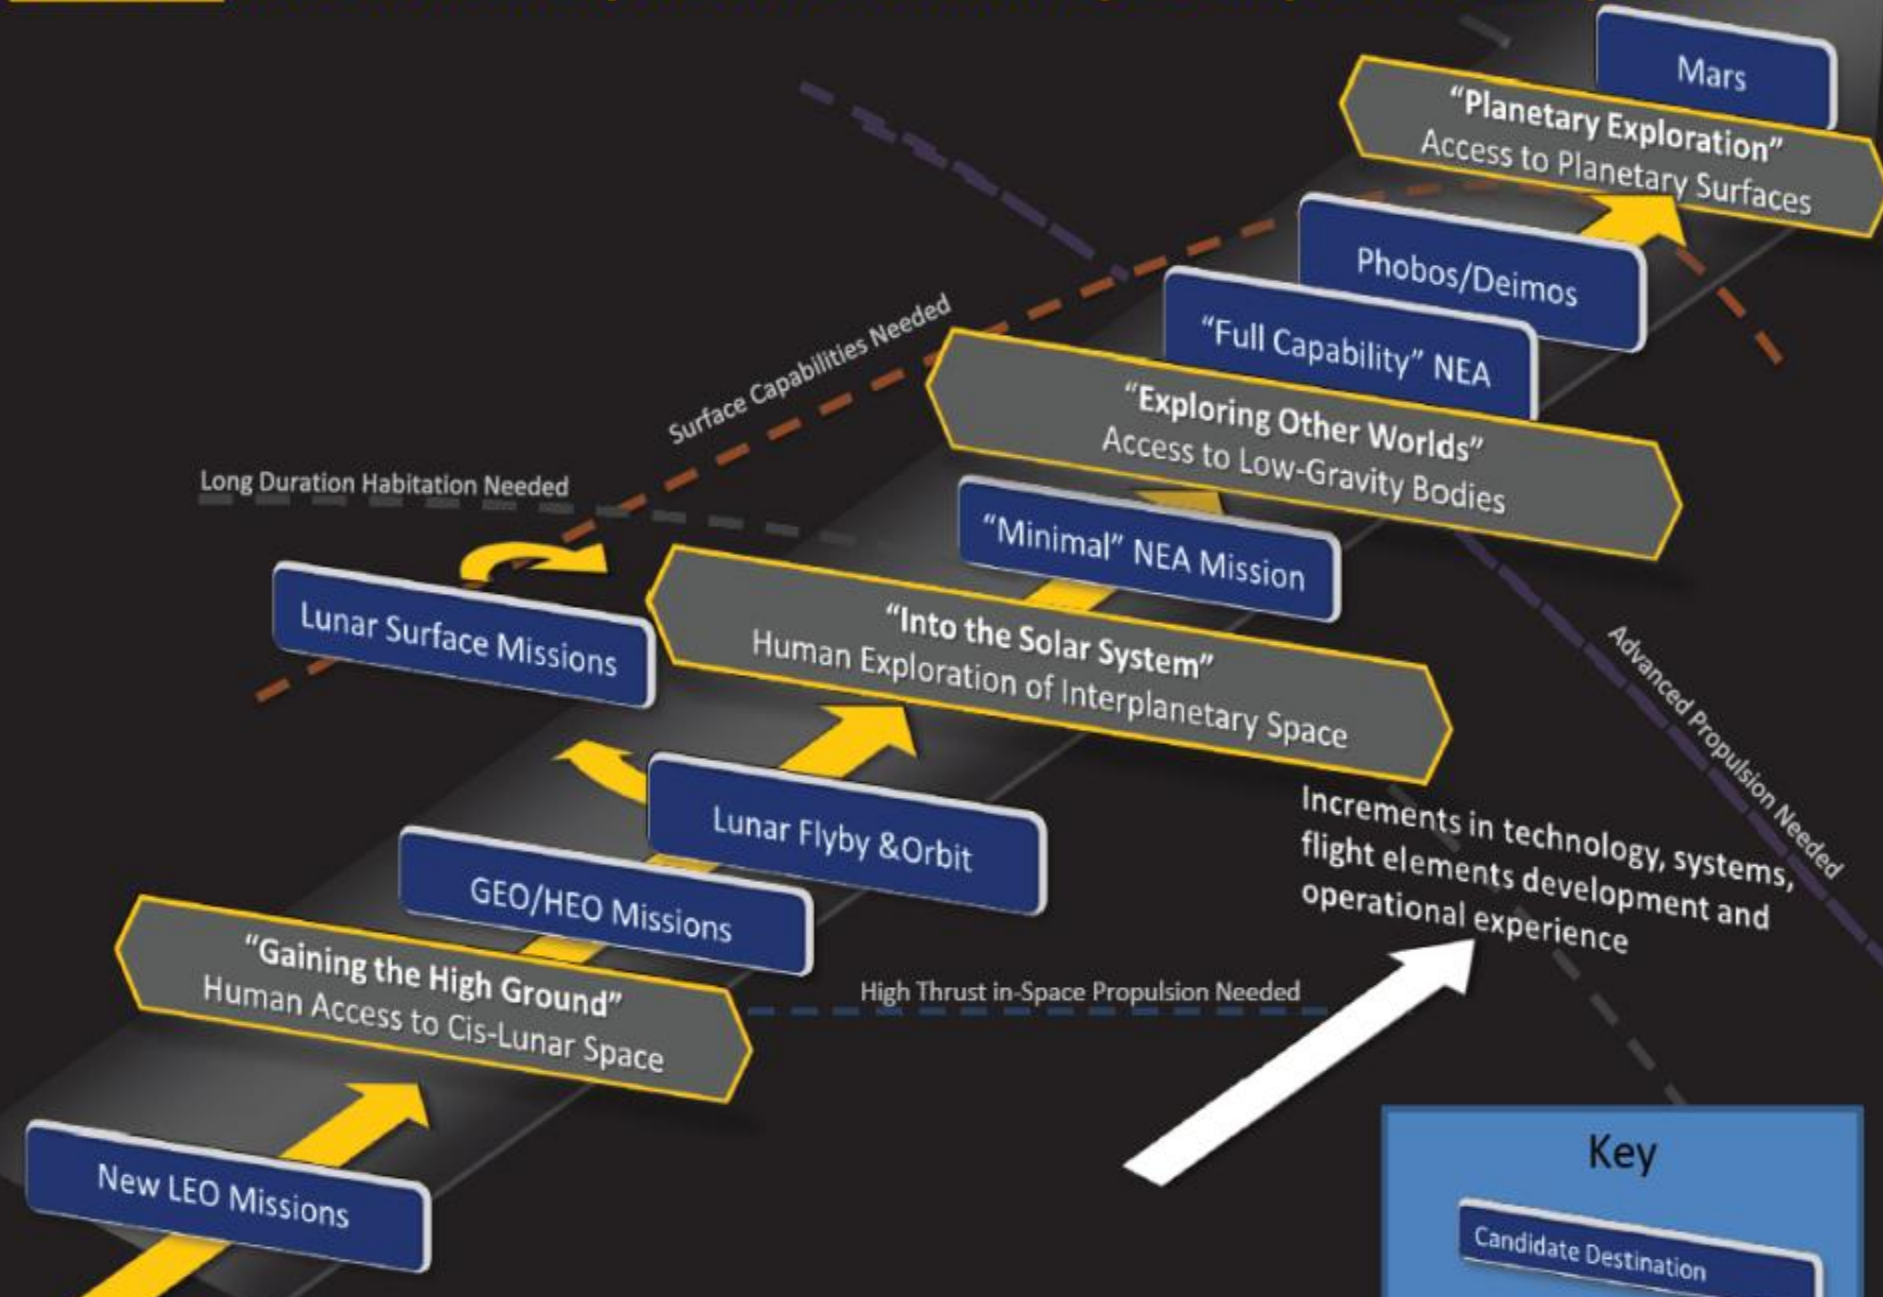 Mars
“Planetary Exploration”
Access to Planetary Surfaces
Phobos/Deimos
“Full Capability” NEA
Surface Capabilities Needed
“Exploring Other Worlds”
Access to Low-Gravity Bodies
Long Duration Habitation Needed
“Minimal” NEA Mission
Lunar Surface Missions
“Into the Solar System”
Human Exploration of Interplanetary Space
Advanced Propulsion Needed
Lunar Flyby &Orbit
Increments in technology, systems,
flight elements development and
operational experience
GEO/HEO Missions
“Gaining the High Ground”
Human Access to Cis-Lunar Space
High Thrust in-Space Propulsion Needed
New LEO Missions
Key
Candidate Destination